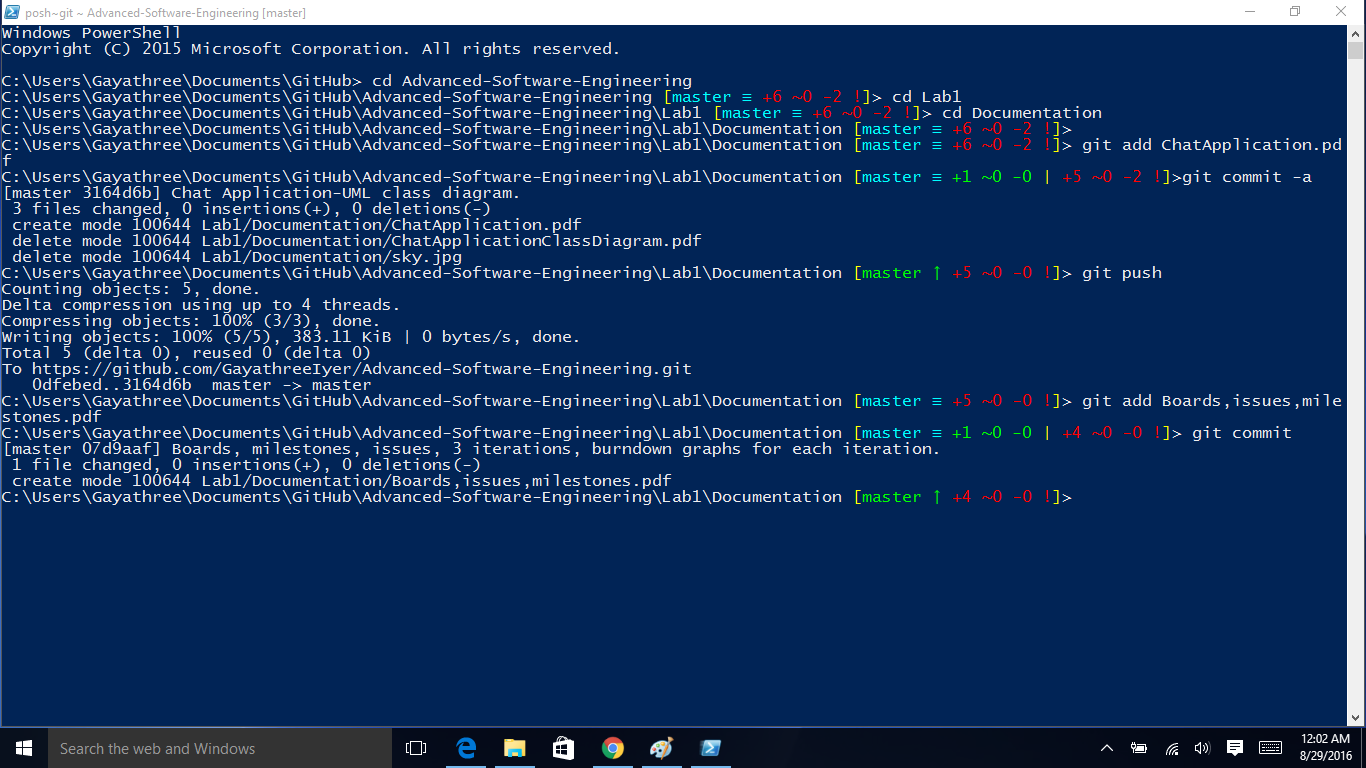 posh~git ~ Advanced-Software-Engineering [master]
Windows PowerShell
Copyright (C) 2015 Microsoft Corporation. All rights reserved.
C:\Users\Gayathree\Documents\GitHub> cd Advanced-Software-Engineering
C:\Users\Gayathree\Documents\GitHub\Advanced-Software-Engineering [master ≡ +6 ~0 -2 !]> cd Lab1
C:\Users\Gayathree\Documents\GitHub\Advanced-Software-Engineering\Lab1 [master ≡ +6 ~0 -2 !]> cd Documentation
C:\Users\Gayathree\Documents\GitHub\Advanced-Software-Engineering\Lab1\Documentation [master ≡ +6 ~0 -2 !]>
C:\Users\Gayathree\Documents\GitHub\Advanced-Software-Engineering\Lab1\Documentation [master ≡ +6 ~0 -2 !]> git add ChatApplication.pd
f
C:\Users\Gayathree\Documents\GitHub\Advanced-Software-Engineering\Lab1\Documentation [master ≡ +1 ~0 -0 | +5 ~0 -2 !]>git commit -a
[master 3164d6b] Chat Application-UML class diagram.
 3 files changed, 0 insertions(+), 0 deletions(-)
 create mode 100644 Lab1/Documentation/ChatApplication.pdf
 delete mode 100644 Lab1/Documentation/ChatApplicationClassDiagram.pdf
 delete mode 100644 Lab1/Documentation/sky.jpg
C:\Users\Gayathree\Documents\GitHub\Advanced-Software-Engineering\Lab1\Documentation [master ↑ +5 ~0 -0 !]> git push
Counting objects: 5, done.
Delta compression using up to 4 threads.
Compressing objects: 100% (3/3), done.
Writing objects: 100% (5/5), 383.11 KiB | 0 bytes/s, done.
Total 5 (delta 0), reused 0 (delta 0)
To https://github.com/GayathreeIyer/Advanced-Software-Engineering.git
   0dfebed..3164d6b  master -> master
C:\Users\Gayathree\Documents\GitHub\Advanced-Software-Engineering\Lab1\Documentation [master ≡ +5 ~0 -0 !]> git add Boards,issues,mile
stones.pdf
C:\Users\Gayathree\Documents\GitHub\Advanced-Software-Engineering\Lab1\Documentation [master ≡ +1 ~0 -0 | +4 ~0 -0 !]> git commit
[master 07d9aaf] Boards, milestones, issues, 3 iterations, burndown graphs for each iteration.
 1 file changed, 0 insertions(+), 0 deletions(-)
 create mode 100644 Lab1/Documentation/Boards,issues,milestones.pdf
C:\Users\Gayathree\Documents\GitHub\Advanced-Software-Engineering\Lab1\Documentation [master ↑ +4 ~0 -0 !]>
Search the web and Windows
12:02 AM
8/29/2016